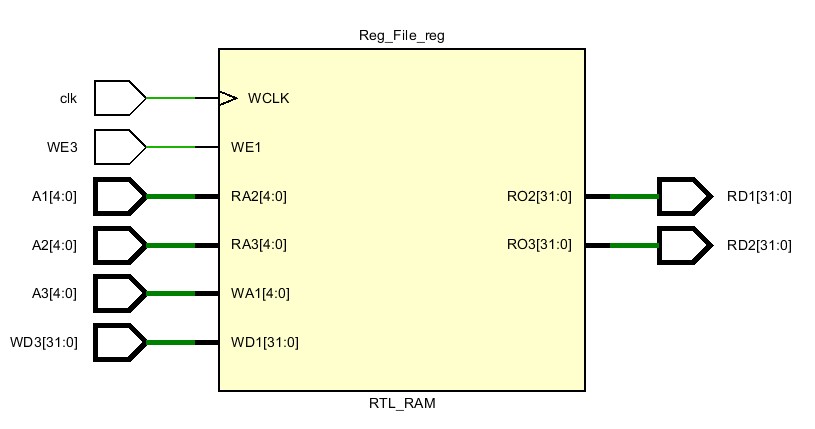 Reg_File_reg
clk
WCLK
WE3
WE1
A1[4:0]
RA2[4:0]
RO2[31:0]
RD1[31:0]
A2[4:0]
RA3[4:0]
RO3[31:0]
RD2[31:0]
A3[4:0]
WA1[4:0]
WD3[31:0]
WD1[31:0]
RTL_RAM